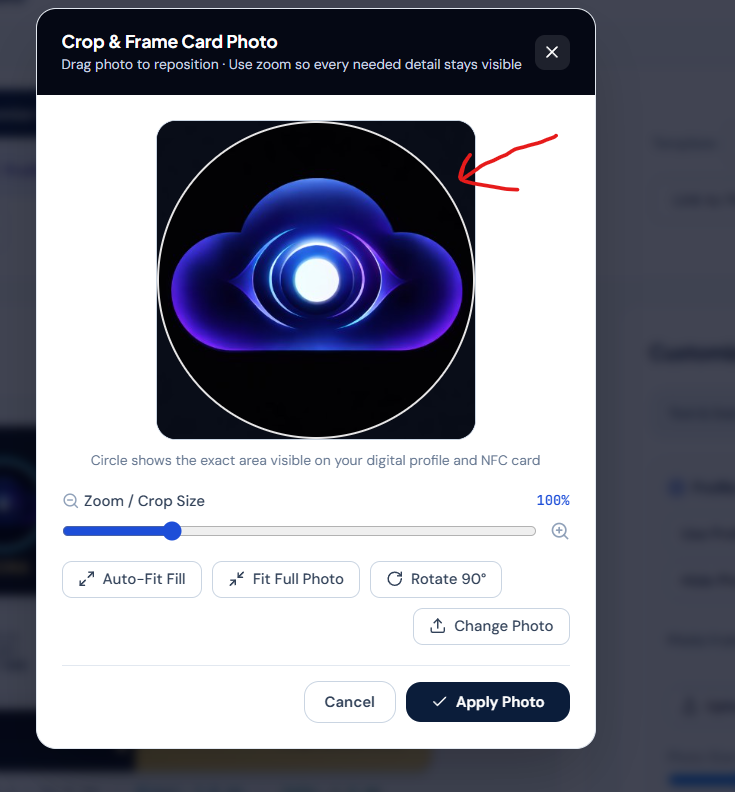 Crop & Frame Card Photo
Drag photo to reposition · Use zoom so every needed detail stays visible
Circle shows the exact area visible on your digital profile and NFC card
Zoom / Crop Size
100%
Auto-Fit Fill
Fit Full Photo
Rotate 90°
Change Photo
Cancel
Apply Photo